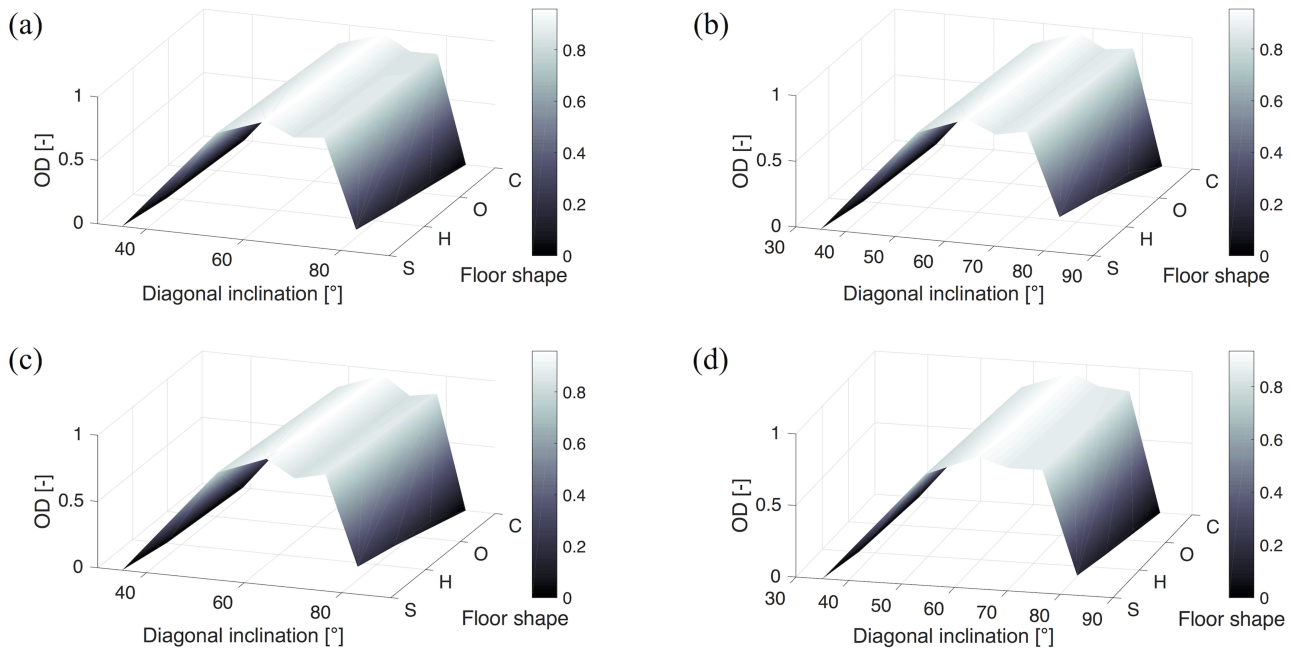 (a)
1
0.5
0
OD [-]
40
60
80
Diagonal inclination [°]
S
H
O
C
Floor shape
0.8
0.6
0.4
0.2
0
(b)
1
0.5
0
OD [-]
30
40
50
60
70
80
90
Diagonal inclination [°]
S
H
O
C
Floor shape
0.8
0.6
0.4
0.2
0
(c)
1
0.5
0
OD [-]
40
60
80
Diagonal inclination [°]
S
H
O
C
Floor shape
0.8
0.6
0.4
0.2
0
(d)
1
0.5
0
OD [-]
30
40
50
60
70
80
90
Diagonal inclination [°]
S
H
O
C
Floor shape
0.8
0.6
0.4
0.2
0